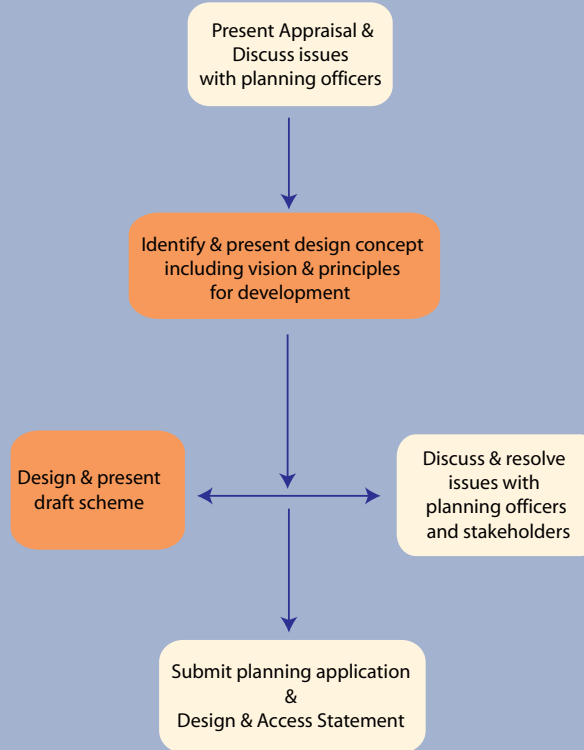 Present Appraisal &
Discuss issues
with planning officers
Identify & present design concept
including vision & principles
for development
Design & present
draft scheme
Discuss & resolve
issues with
planning officers
and stakeholders
Submit planning application
&
Design & Access Statement